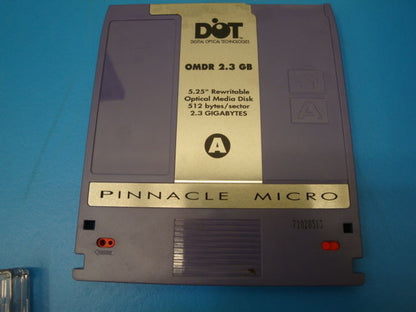 DOT
DIGITAL OPTICAL TECHNOLOGIES
OMDR 2.3 GB
5.25" Rewritable
Optical Media Disk
512 bytes/sector
2.3 GIGABYTES
A
A
PINNACLE MICRO